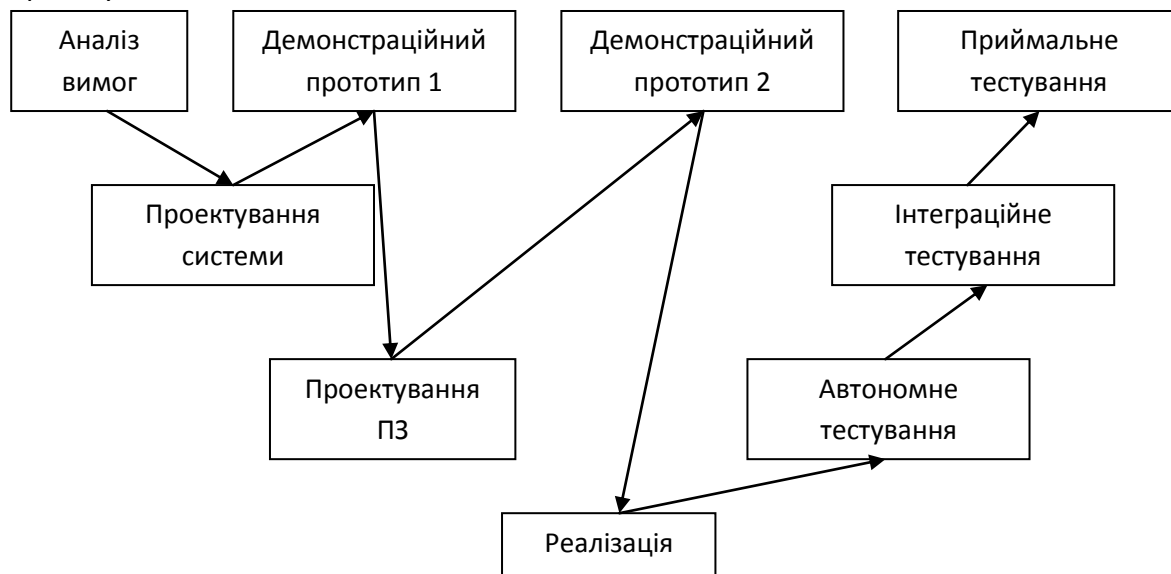 Аналіз
вимог
Демонстраційний
прототип 1
Демонстраційний
прототип 2
Приймальне
тестування
Проектування
системи
Інтеграційне
тестування
Проектування
ПЗ
Автономне
тестування
Реалізація